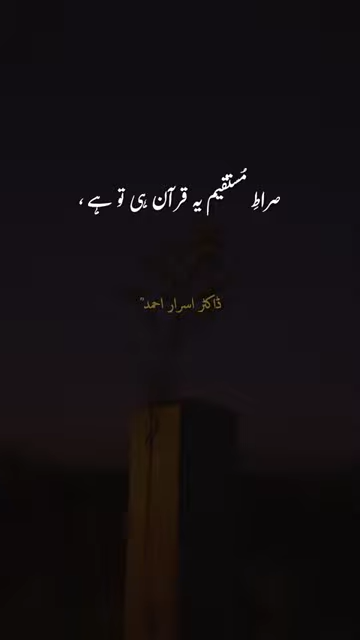 صراطِ مُستقیم یہ قرآن ہی تو ہے ،
ڈاکٹر اسرار احمدؒ